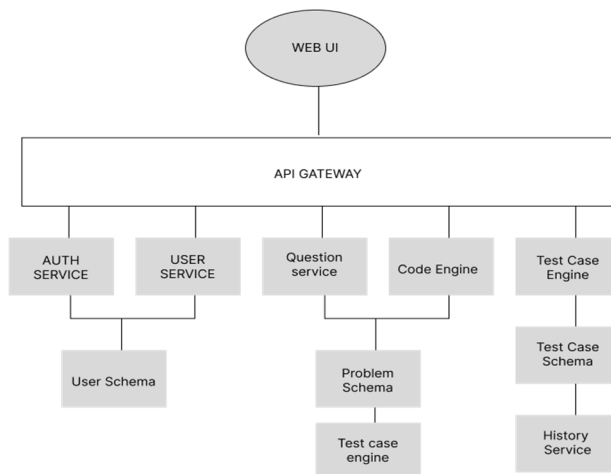 WEB UI
API GATEWAY
AUTH
SERVICE
USER
SERVICE
Question
service
Code Engine
Test Case
Engine
User Schema
Problem
Schema
Test Case
Schema
Test case
engine
History
Service